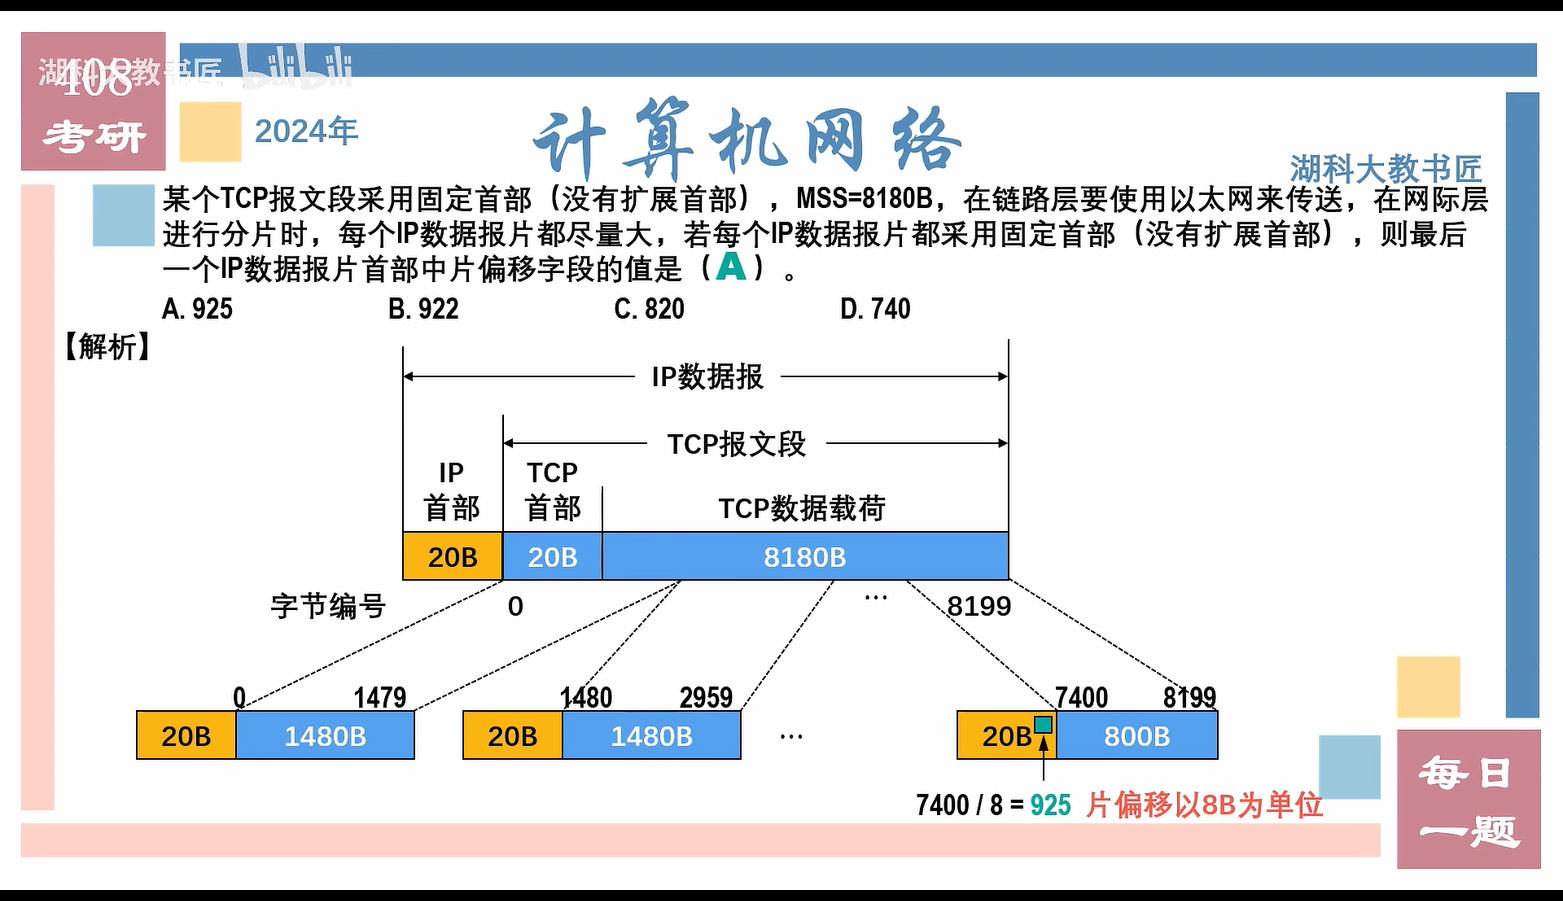 湖科大教书匠 bilibili
408
考研
2024年
计算机网络
湖科大教书匠
某个TCP报文段采用固定首部（没有扩展首部），MSS=8180B，在链路层要使用以太网来传送，在网际层
进行分片时，每个IP数据报片都尽量大，若每个IP数据报片都采用固定首部（没有扩展首部），则最后
一个IP数据报片首部中片偏移字段的值是（A）。
A. 925 B. 922 C. 820 D. 740
【解析】
IP数据报
TCP报文段
IP
首部
TCP
首部
TCP数据载荷
20B 20B 8180B
字节编号 0 … 8199
0 1479 1480 2959 7400 8199
20B 1480B 20B 1480B … 20B 800B
7400 / 8 = 925 片偏移以8B为单位
每日
一题